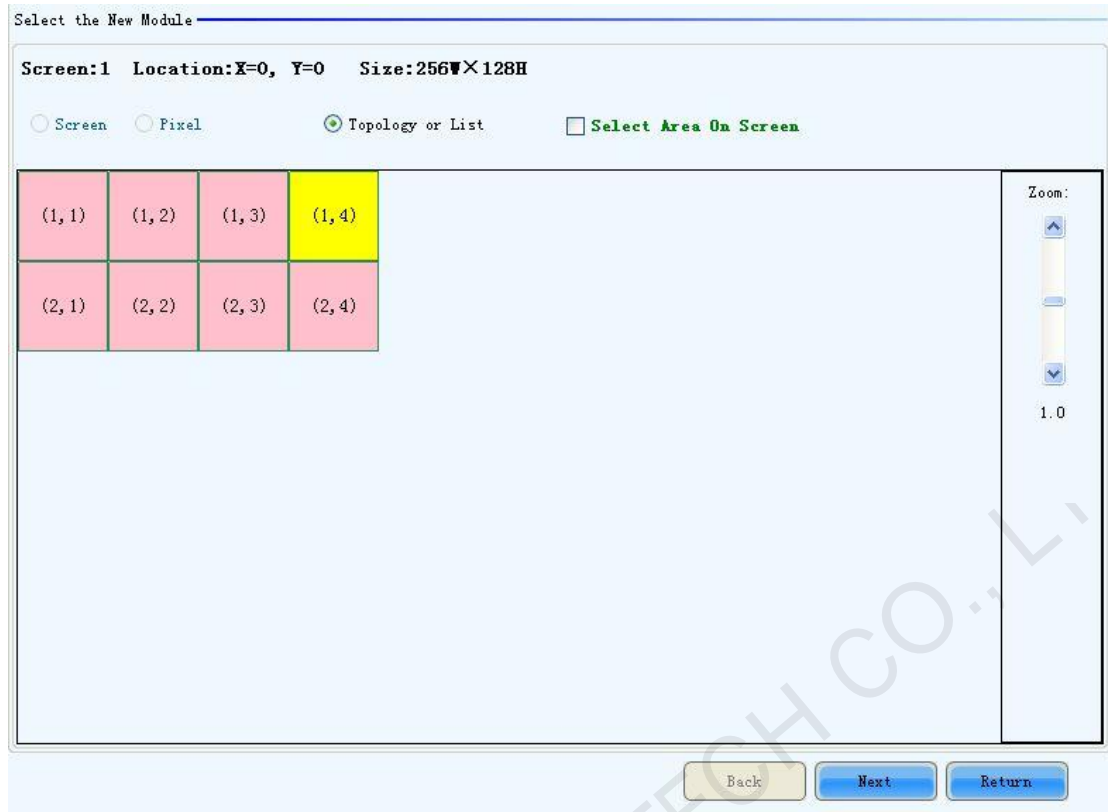 Select the New Module
Screen:1 Location:X=0, Y=0 Size:256W×128H
Screen Pixel Topology or List Select Area On Screen
(1,1) (1,2) (1,3) (1,4)
Zoom:
(2,1) (2,2) (2,3) (2,4)
1.0
TECH CO.,
Back Next Return